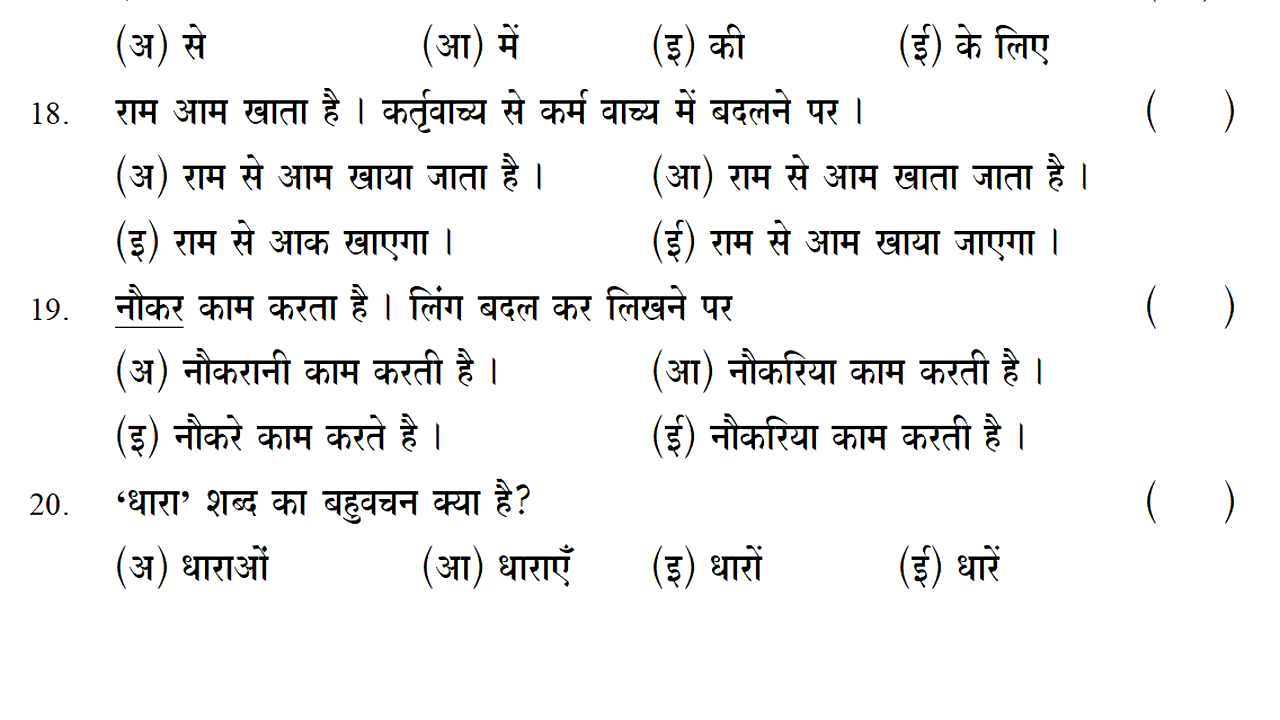 (अ) से (आ) में (इ) की (ई) के लिए
18. राम आम खाता है । कर्तृवाच्य से कर्म वाच्य में बदलने पर । ( )
(अ) राम से आम खाया जाता है । (आ) राम से आम खाता जाता है ।
(इ) राम से आक खाएगा । (ई) राम से आम खाया जाएगा ।
19. नौकर काम करता है । लिंग बदल कर लिखने पर ( )
(अ) नौकरानी काम करती है । (आ) नौकरिया काम करती है ।
(इ) नौकरे काम करते है । (ई) नौकरिया काम करती है ।
20. ‘धारा’ शब्द का बहुवचन क्या है? ( )
(अ) धाराओं (आ) धाराएँ (इ) धारों (ई) धारें